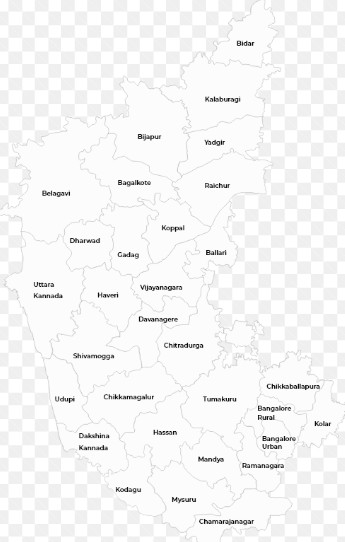 Bidar
Kalaburagi
Bijapur
Yadgir
Bagalkote
Raichur
Belagavi
Koppal
Dharwad
Gadag
Ballari
Uttara
Kannada
Haveri
Vijayanagara
Davanagere
Chitradurga
Shivamogga
Chikkaballapura
Udupi
Chikkamagalur
Tumakuru
Bangalore
Rural
Kolar
Dakshina
Kannada
Hassan
Bangalore
Urban
Mandya
Ramanagara
Kodagu
Mysuru
Chamarajanagar